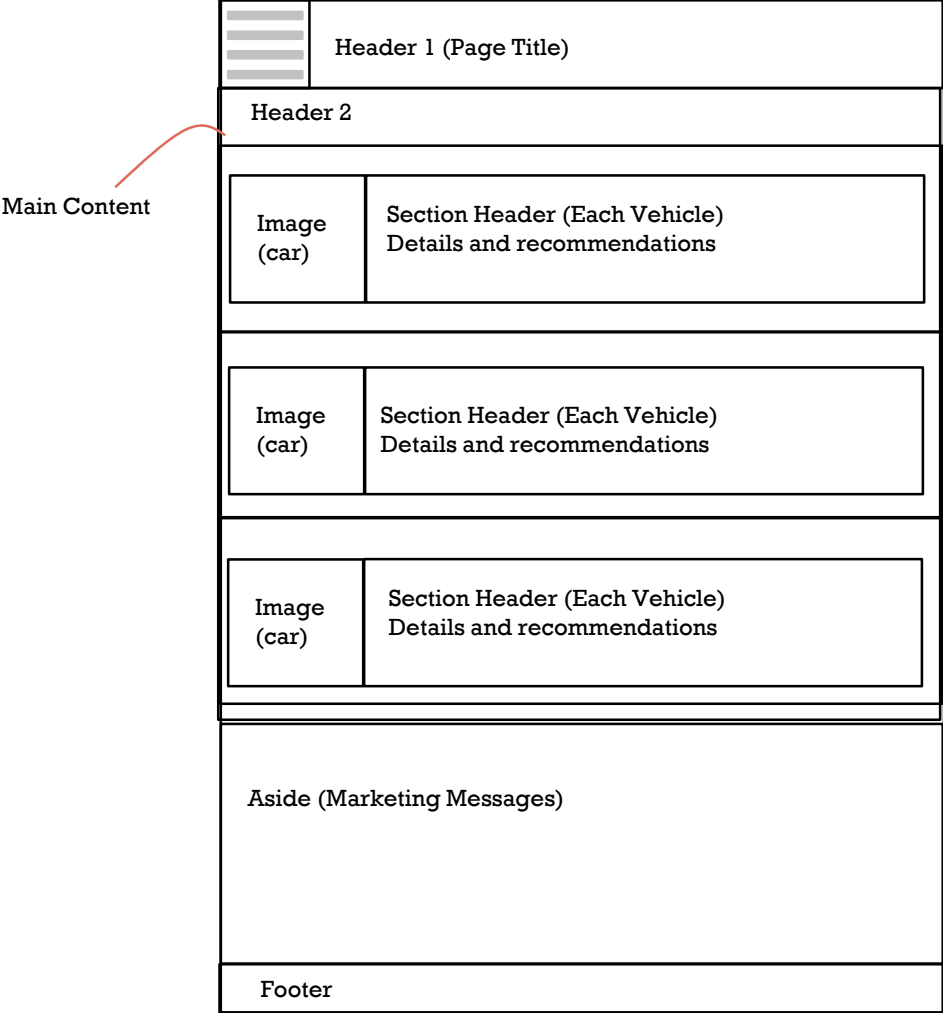 Header 1 (Page Title)
Header 2
Main Content
Image
(car)
Section Header (Each Vehicle)
Details and recommendations
Image
(car)
Section Header (Each Vehicle)
Details and recommendations
Image
(car)
Section Header (Each Vehicle)
Details and recommendations
Aside (Marketing Messages)
Footer